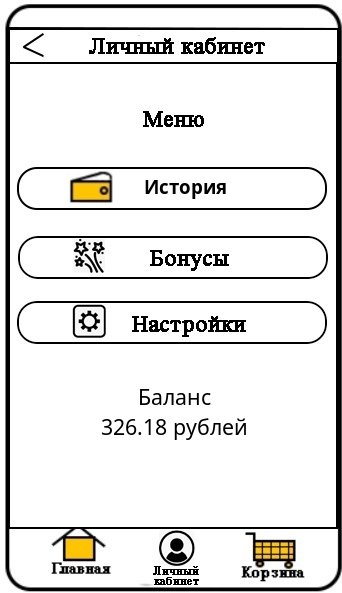 Личный кабинет
Меню
История
Бонусы
Настройки
Баланс
326.18 рублей
Главная
Личный
кабинет
Корзина